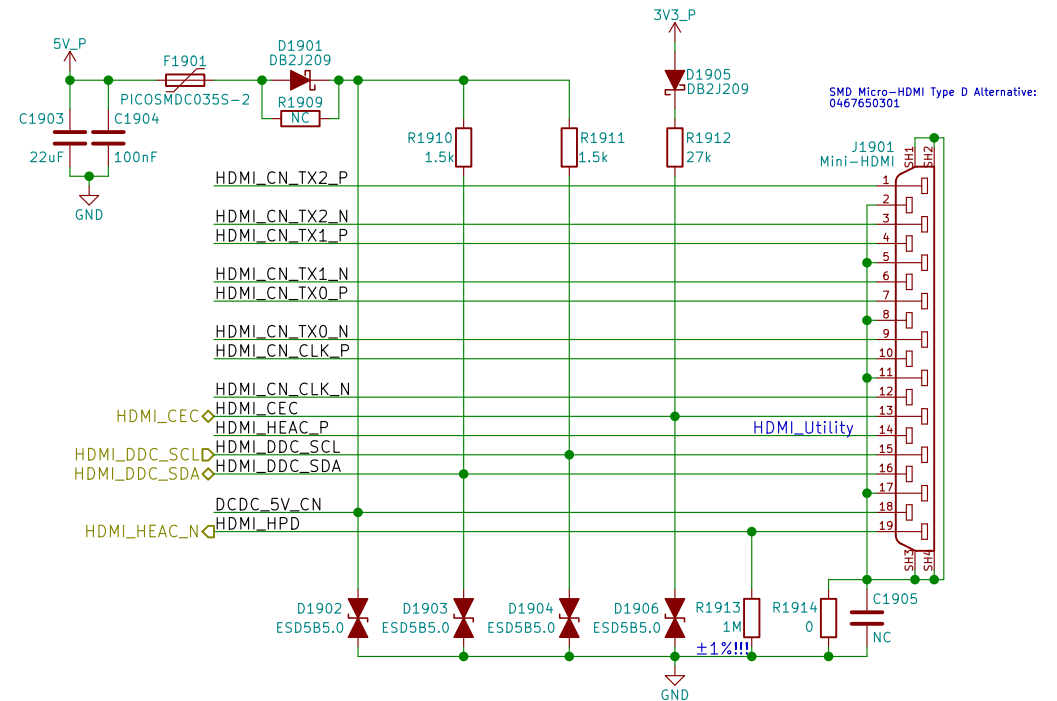 3V3_P
5V_P
D1901
DB2J209
F1901
PICOSMDC035S-2
R1909
NC
D1905
DB2J209
SMD Micro-HDMI Type D Alternative:
0467650301
C1903
22uF
C1904
100nF
GND
R1910
1.5k
R1911
1.5k
R1912
27k
J1901
Mini-HDMI
SH1
SH2
HDMI_CN_TX2_P
1
2
HDMI_CN_TX2_N
3
HDMI_CN_TX1_P
4
5
HDMI_CN_TX1_N
6
HDMI_CN_TX0_P
7
8
HDMI_CN_TX0_N
9
HDMI_CN_CLK_P
10
11
HDMI_CN_CLK_N
12
HDMI_CEC
HDMI_CEC
13
HDMI_HEAC_P
HDMI_Utility
14
HDMI_DDC_SCL
HDMI_DDC_SCL
15
HDMI_DDC_SDA
HDMI_DDC_SDA
16
17
DCDC_5V_CN
18
HDMI_HEAC_N
HDMI_HPD
19
SH3
SH4
D1902
ESD5B5.0
D1903
ESD5B5.0
D1904
ESD5B5.0
D1906
ESD5B5.0
R1913
1M
±1%!!!
R1914
0
C1905
NC
GND